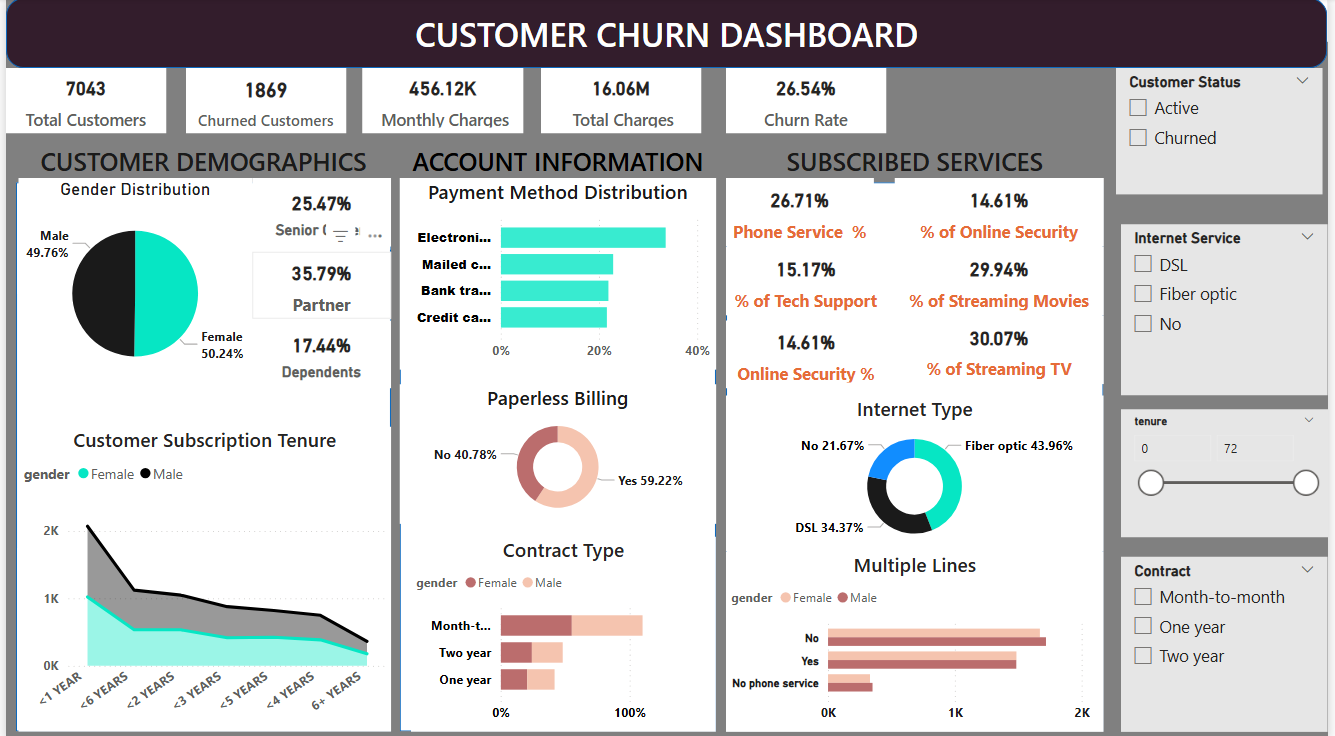 CUSTOMER CHURN DASHBOARD
7043
Total Customers
1869
Churned Customers
456.12K
Monthly Charges
16.06M
Total Charges
26.54%
Churn Rate
CUSTOMER DEMOGRAPHICS
Gender Distribution
Male
49.76%
Female
50.24%
25.47%
Senior
35.79%
Partner
17.44%
Dependents
Customer Subscription Tenure
gender Female Male
2K
1K
0K
<1 YEAR
<6 YEARS
<2 YEARS
<3 YEARS
<5 YEARS
<4 YEARS
6+ YEARS
ACCOUNT INFORMATION
Payment Method Distribution
Electroni...
Mailed c...
Bank tra...
Credit ca...
0% 20% 40%
Paperless Billing
No 40.78%
Yes 59.22%
Contract Type
gender Female Male
Month-t...
Two year
One year
0% 100%
SUBSCRIBED SERVICES
26.71%
Phone Service %
14.61%
% of Online Security
15.17%
% of Tech Support
29.94%
% of Streaming Movies
14.61%
Online Security %
30.07%
% of Streaming TV
Internet Type
No 21.67%
Fiber optic 43.96%
DSL 34.37%
Multiple Lines
gender Female Male
No
Yes
No phone service
0K 1K 2K
Customer Status
Active
Churned
Internet Service
DSL
Fiber optic
No
tenure
0 72
Contract
Month-to-month
One year
Two year